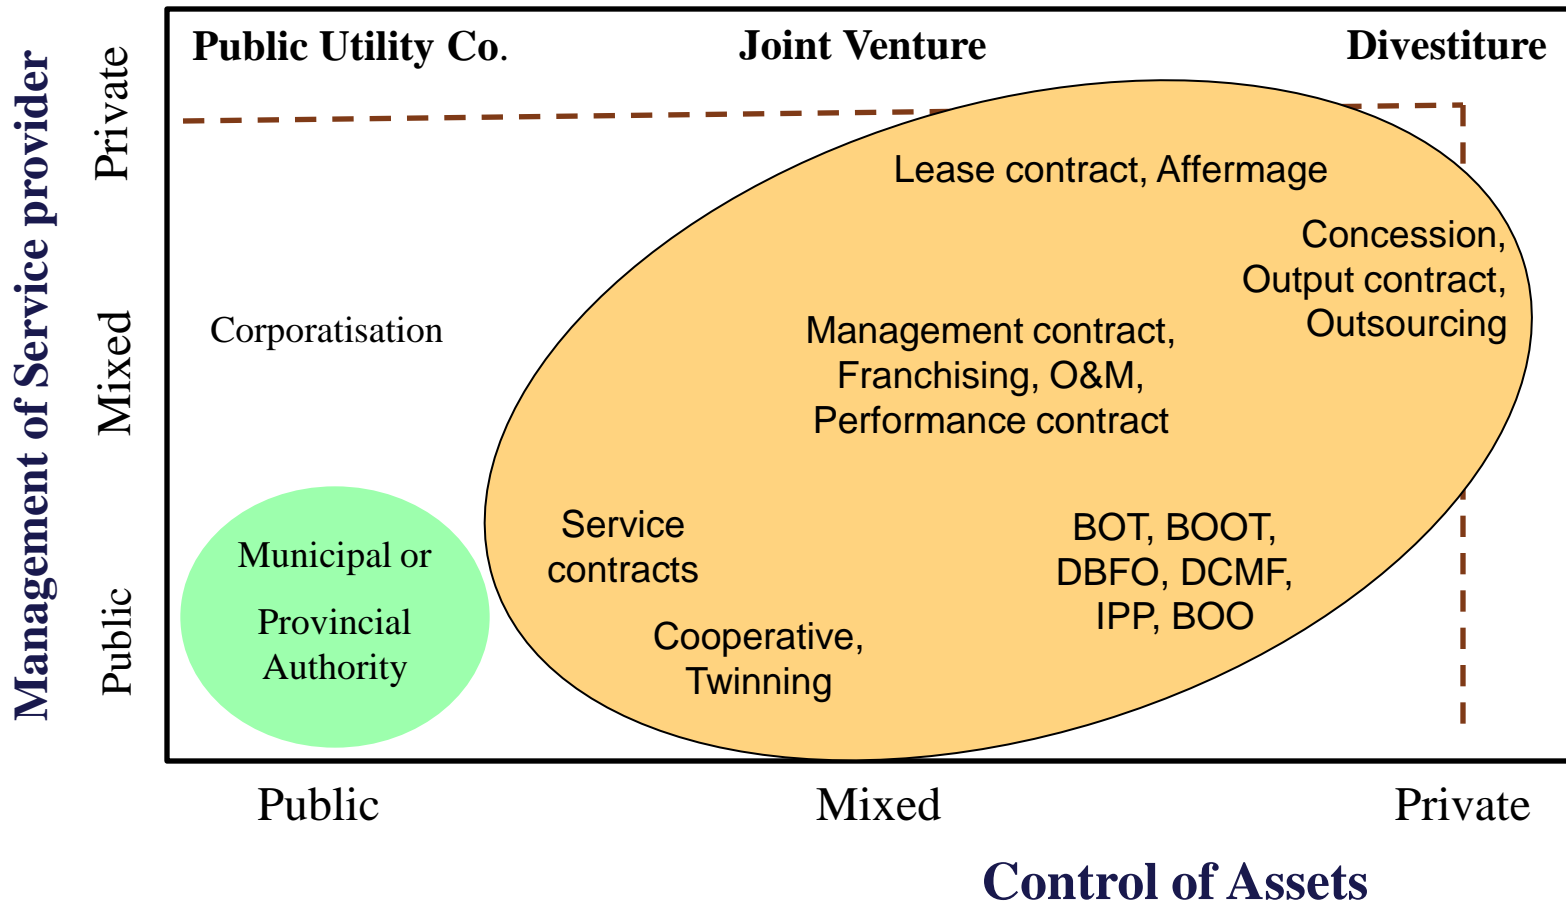 Public Utility Co.
Joint Venture
Divestiture
Management of Service provider
Private
Mixed
Public
Lease contract, Affermage
Concession,
Output contract,
Outsourcing
Corporatisation
Management contract,
Franchising, O&M,
Performance contract
Municipal or
Provincial
Authority
Service
contracts
Cooperative,
Twinning
BOT, BOOT,
DBFO, DCMF,
IPP, BOO
Public
Mixed
Private
Control of Assets